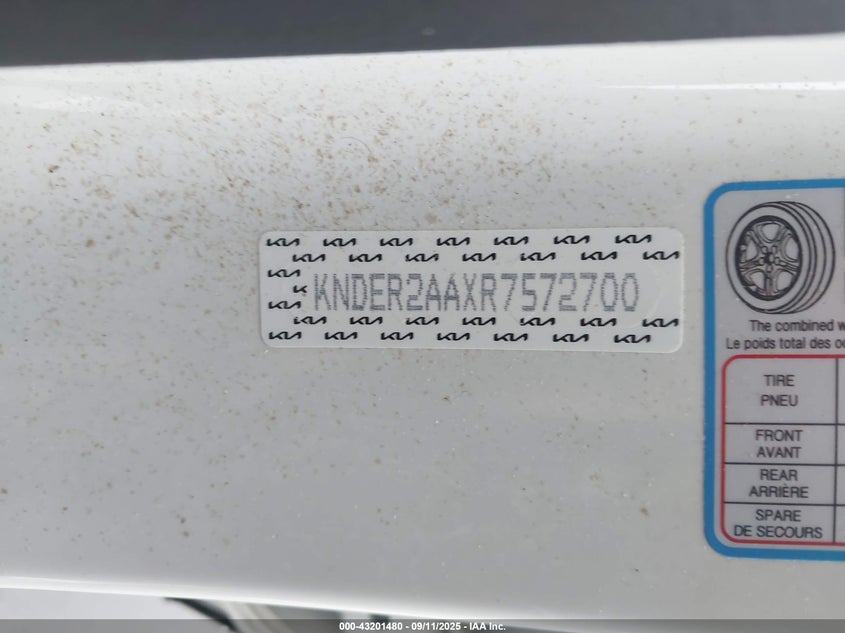 KNDER2AAXR7572700
The combined w
Le poids total des oc
TIRE
PNEU
FRONT
AVANT
REAR
ARRIÈRE
SPARE
DE SECOURS
000-43201480 - 09/11/2025 - IAA Inc.